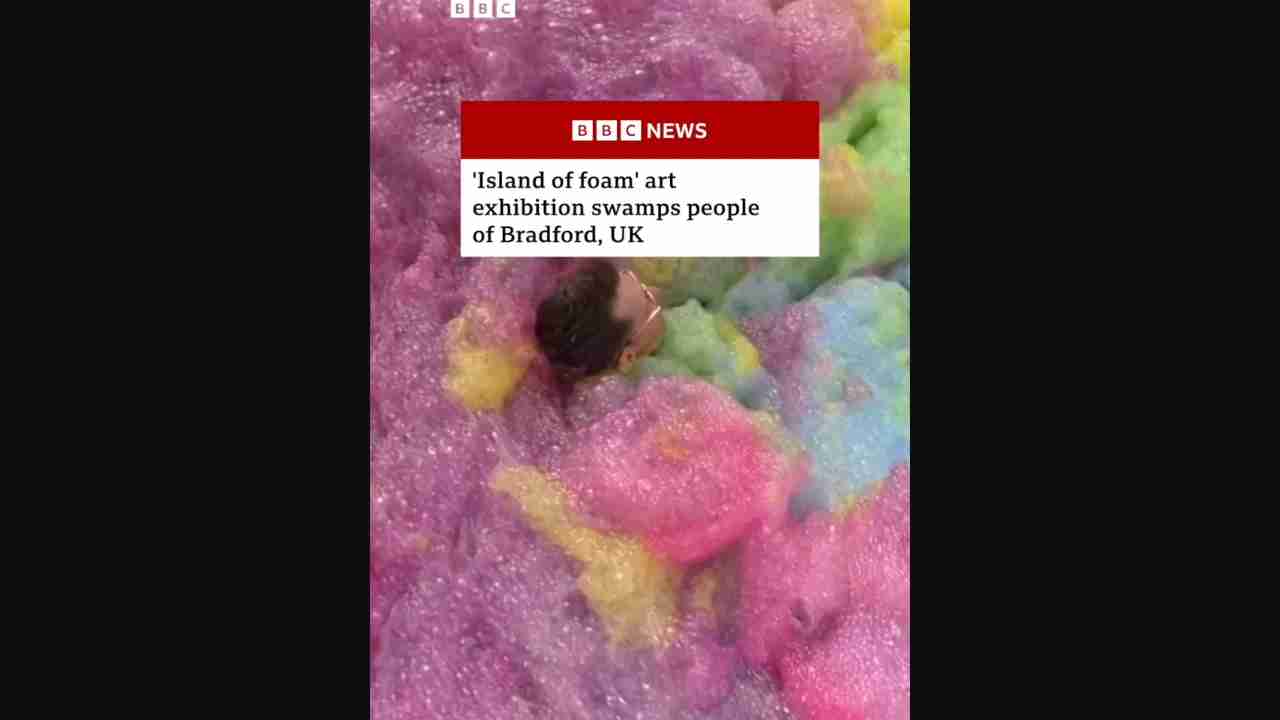 BBC
BBC NEWS
'Island of foam' art
exhibition swamps people
of Bradford, UK